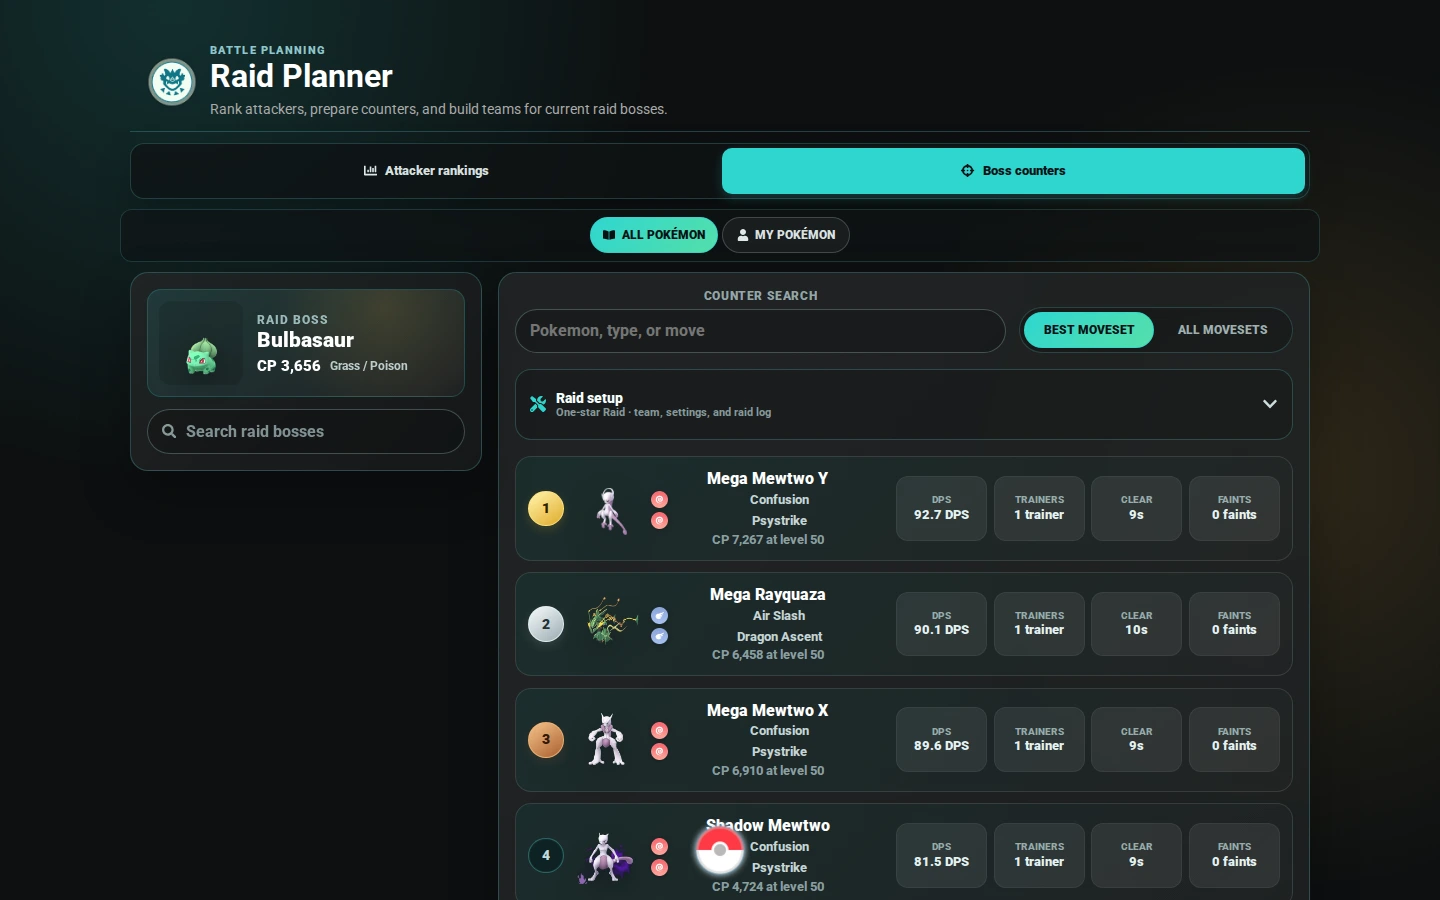 BATTLE PLANNING
Raid Planner
Rank attackers, prepare counters, and build teams for current raid bosses.
Attacker rankings
Boss counters
ALL POKÉMON
MY POKÉMON
RAID BOSS
Bulbasaur
CP 3,656 Grass / Poison
Search raid bosses
COUNTER SEARCH
Pokemon, type, or move
BEST MOVESET
ALL MOVESETS
Raid setup
One-star Raid · team, settings, and raid log
1
Mega Mewtwo Y
Confusion
Psystrike
CP 7,267 at level 50
DPS
92.7 DPS
TRAINERS
1 trainer
CLEAR
9s
FAINTS
0 faints
2
Mega Rayquaza
Air Slash
Dragon Ascent
CP 6,458 at level 50
DPS
90.1 DPS
TRAINERS
1 trainer
CLEAR
10s
FAINTS
0 faints
3
Mega Mewtwo X
Confusion
Psystrike
CP 6,910 at level 50
DPS
89.6 DPS
TRAINERS
1 trainer
CLEAR
9s
FAINTS
0 faints
4
Shadow Mewtwo
Confusion
Psystrike
CP 4,724 at level 50
DPS
81.5 DPS
TRAINERS
1 trainer
CLEAR
9s
FAINTS
0 faints